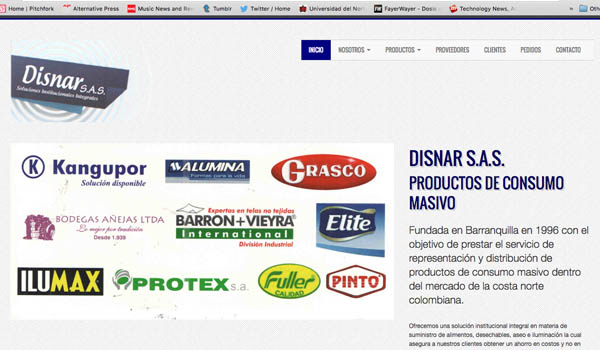 Home | Pitchfork
Alternative Press
Music News and Re
Tumblr
Twitter / Home
Universidad del Nor
FayerWayer - Dosis
Technology News, A
Othe
Disnar S.A.S.
Soluciones Institucionales Integrales
INICIO NOSOTROS PRODUCTOS PROVEEDORES CLIENTES PEDIDOS CONTACTO
K Kangupor
Solución disponible
ALUMINA
Formas para la vida
GRASCO
BODEGAS AÑEJAS LTDA
Lo mejor por tradición
Desde 1.939
Expertos en telas no tejidas
BARRON+VIEYRA
International
División Industrial
Elite
ILUMAX
PROTEX s.a.
Fuller
CALIDAD
PINTO
DISNAR S.A.S.
PRODUCTOS DE CONSUMO
MASIVO
Fundada en Barranquilla en 1996 con el
objetivo de prestar el servicio de
representación y distribución de
productos de consumo masivo dentro
del mercado de la costa norte
colombiana.
Ofrecemos una solución institucional integral en materia de
suministro de alimentos, desechables, aseo e iluminación la cual
asegura a nuestros clientes obtener un ahorro en costos y no en